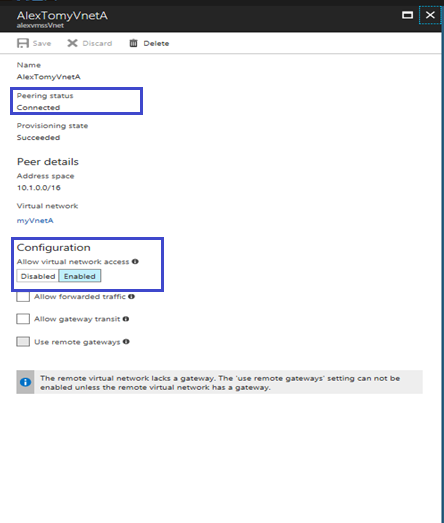 AlexTomyVnetA
alexvmssVnet
Save Discard Delete
Name
AlexTomyVnetA
Peering status
Connected
Provisioning state
Succeeded
Peer details
Address space
10.1.0.0/16
Virtual network
myVnetA
Configuration
Allow virtual network access
Disabled Enabled
Allow forwarded traffic
Allow gateway transit
Use remote gateways
The remote virtual network lacks a gateway. The 'use remote gateways' setting can not be
enabled unless the remote virtual network has a gateway.